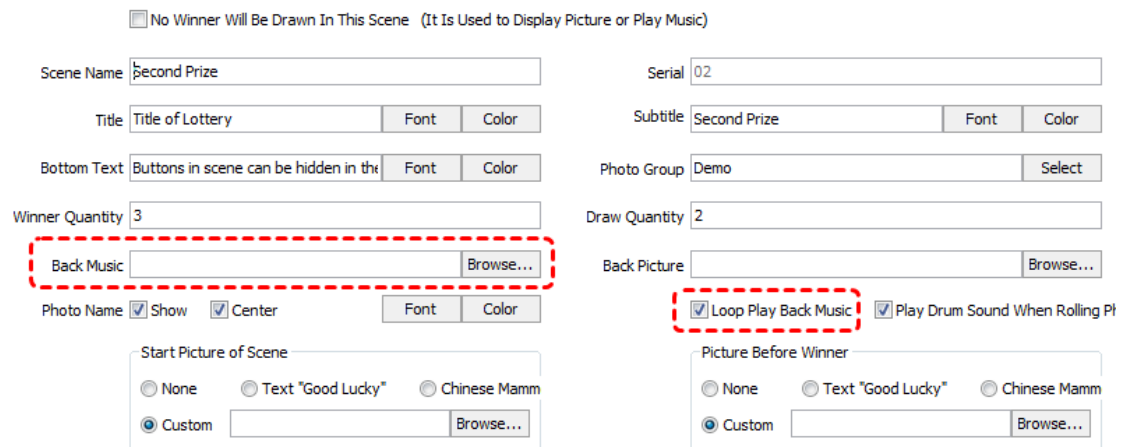 No Winner Will Be Drawn In This Scene (It Is Used to Display Picture or Play Music)
Scene Name Second Prize Serial 02
Title Title of Lottery Font Color Subtitle Second Prize Font Color
Bottom Text Buttons in scene can be hidden in the Font Color Photo Group Demo Select
Winner Quantity 3 Draw Quantity 2
Back Music Browse... Back Picture Browse...
Photo Name Show Center Font Color Loop Play Back Music Play Drum Sound When Rolling Ph
Start Picture of Scene Picture Before Winner
None Text "Good Lucky" Chinese Mamm None Text "Good Lucky" Chinese Mamm
Custom Browse... Custom Browse...